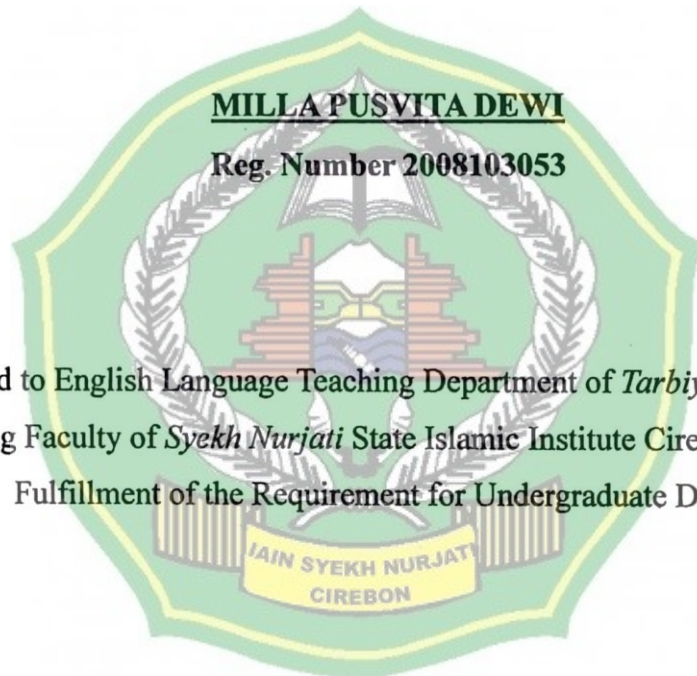 MILLA PUSVITA DEWI
Reg. Number 2008103053
d to English Language Teaching Department of Tarbiy
g Faculty of Syekh Nurjati State Islamic Institute Cire
Fulfillment of the Requirement for Undergraduate D
IAIN SYEKH NURJATI
CIREBON